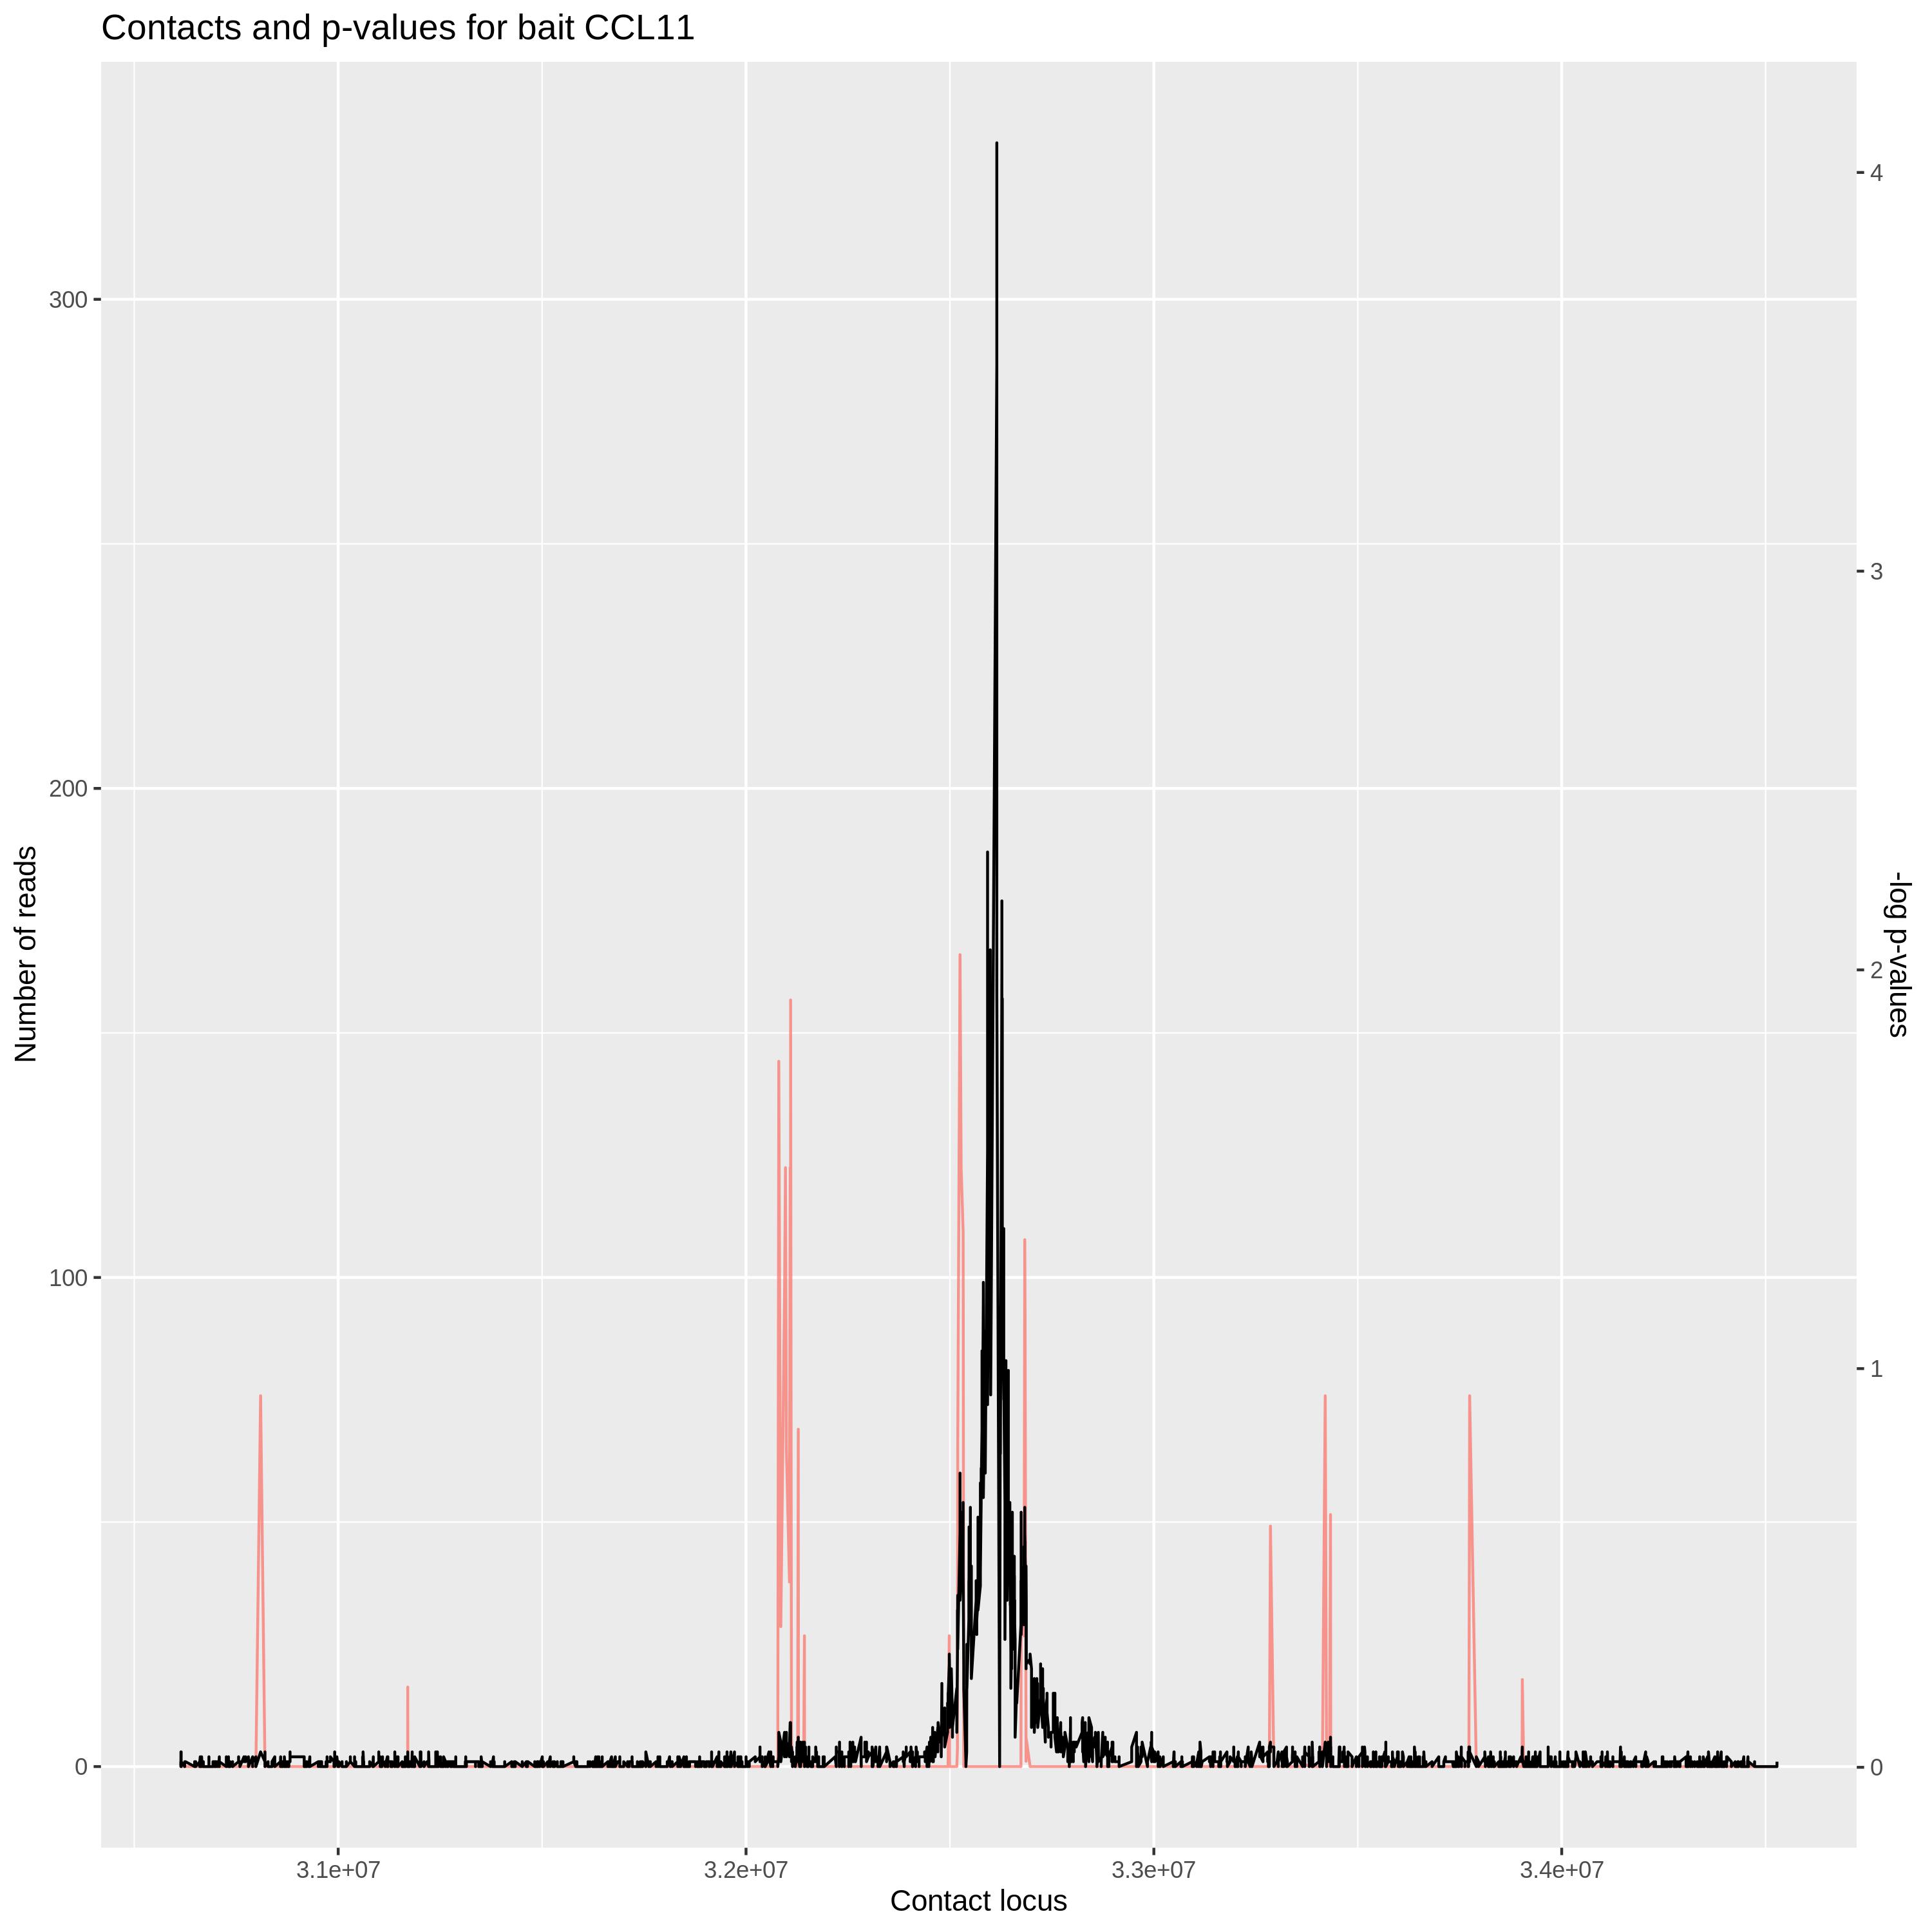 Contacts and p-values for bait CCL11
Number of reads
300
200
100
0
4
3
2
1
0
-log p-values
3.1e+07
3.2e+07
3.3e+07
3.4e+07
Contact locus